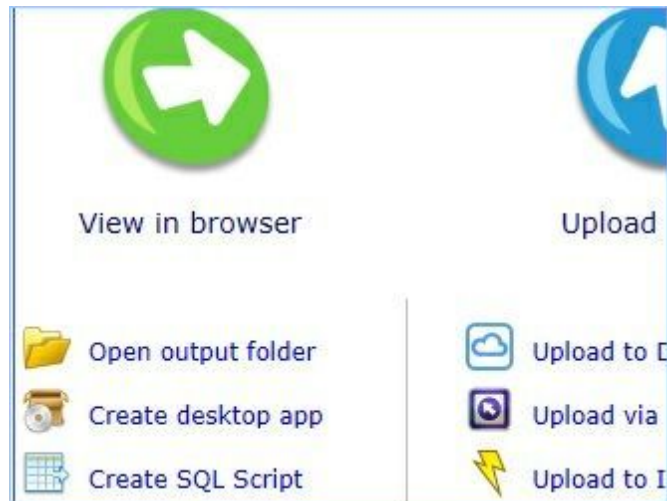 View in browser
Upload
Open output folder
Create desktop app
Create SQL Script
Upload to
Upload via
Upload to